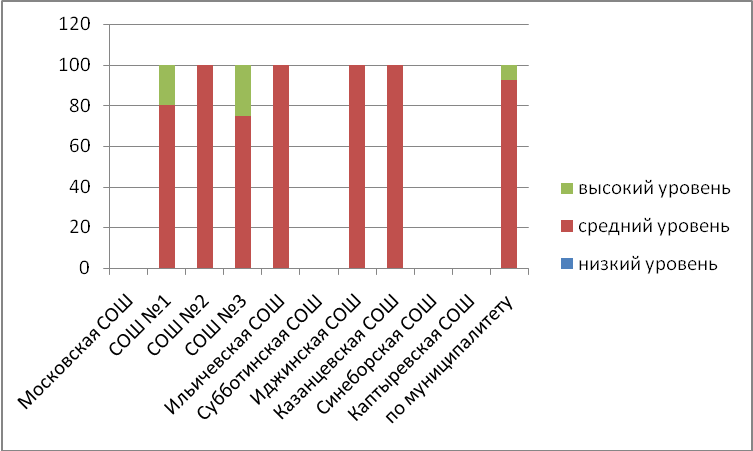 120
100
80
60
40
20
0
Московская СОШ
СОШ №1
СОШ №2
СОШ №3
Ильичевская СОШ
Субботинская СОШ
Иджинская СОШ
Казанцевская СОШ
Синеборская СОШ
Каптыревская СОШ
по муниципалитету
высокий уровень
средний уровень
низкий уровень